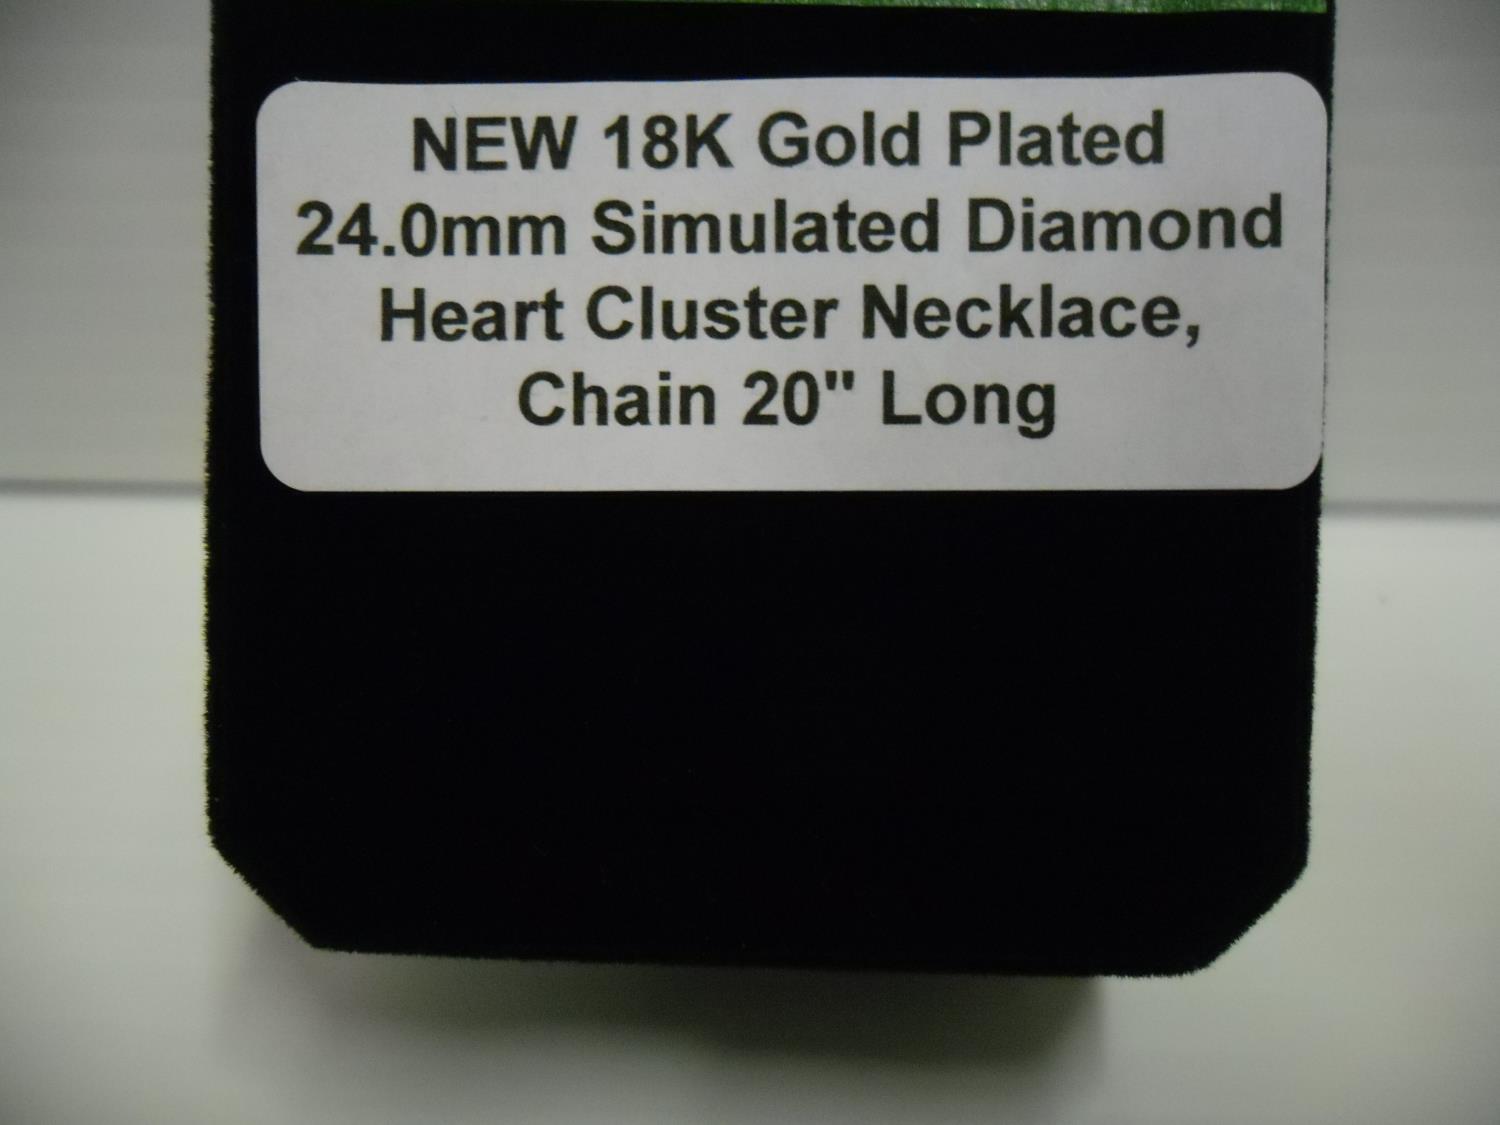 NEW 18K Gold Plated
24.0mm Simulated Diamond
Heart Cluster Necklace,
Chain 20" Long